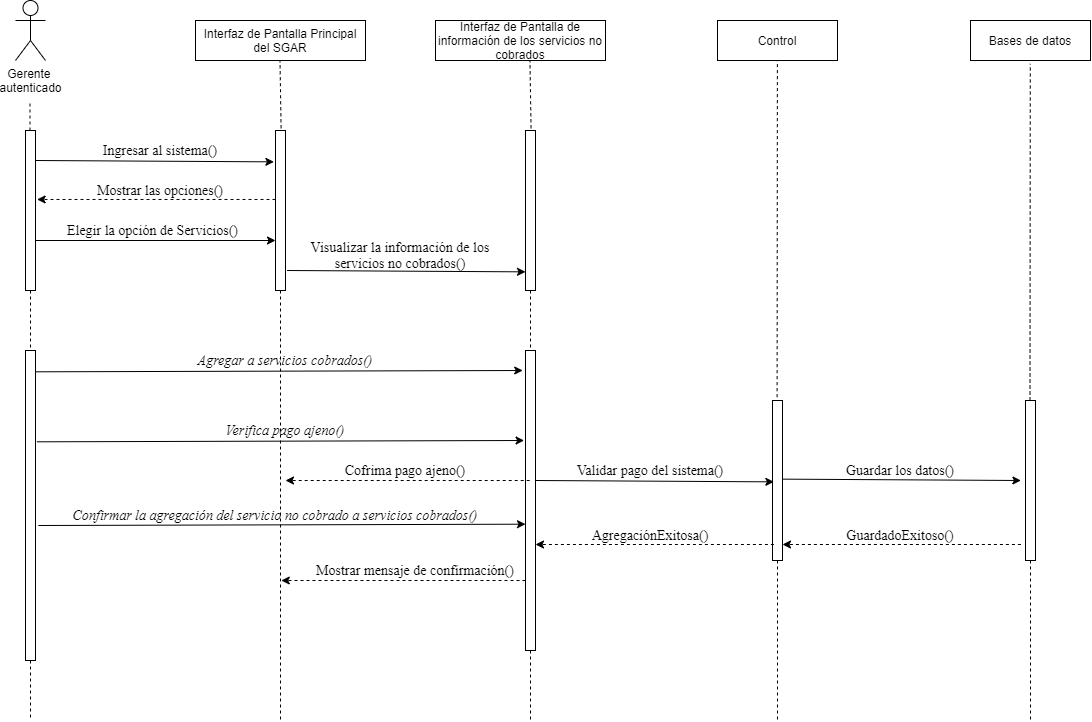 Gerente
autenticado
Interfaz de Pantalla Principal
del SGAR
Interfaz de Pantalla de
información de los servicios no
cobrados
Control
Bases de datos
Ingresar al sistema()
Mostrar las opciones()
Elegir la opción de Servicios()
Visualizar la información de los
servicios no cobrados()
Agregar a servicios cobrados()
Verifica pago ajeno()
Cofrima pago ajeno()
Validar pago del sistema()
Guardar los datos()
Confirmar la agregación del servicio no cobrado a servicios cobrados()
AgregaciónExitosa()
GuardadoExitoso()
Mostrar mensaje de confirmación()